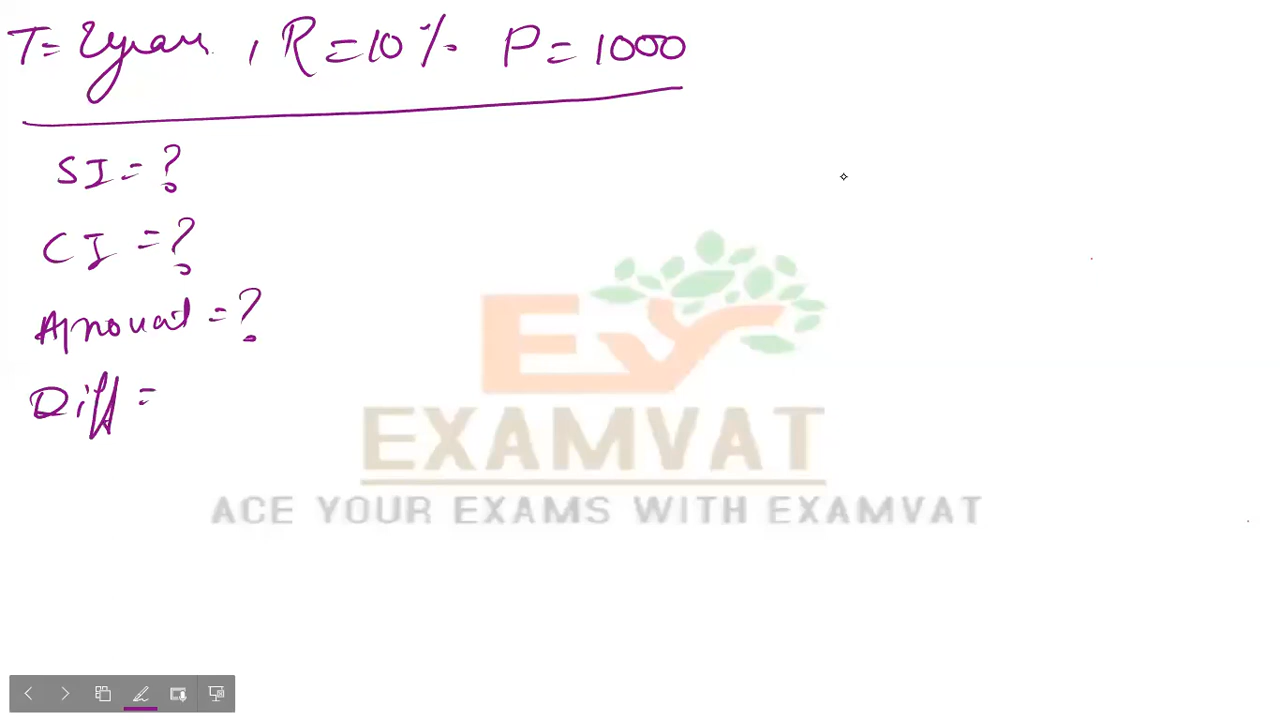 T= 2year , R=10% P=1000
SI=?
CI=?
Amount=?
Diff=
EXAMVAT
ACE YOUR EXAMS WITH EXAMVAT